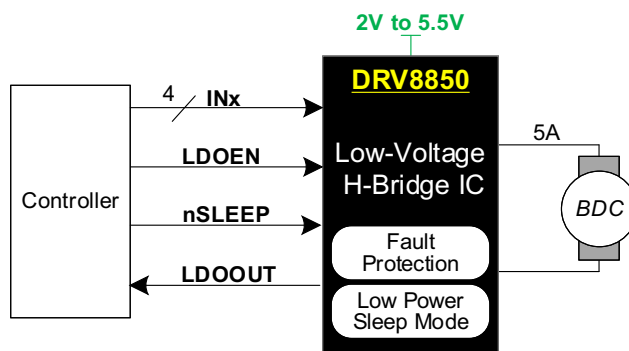 2V to 5.5V
DRV8850
4
INx
LDOEN
nSLEEP
LDOOUT
Controller
Low-Voltage
H-Bridge IC
Fault
Protection
Low Power
Sleep Mode
5A
BDC